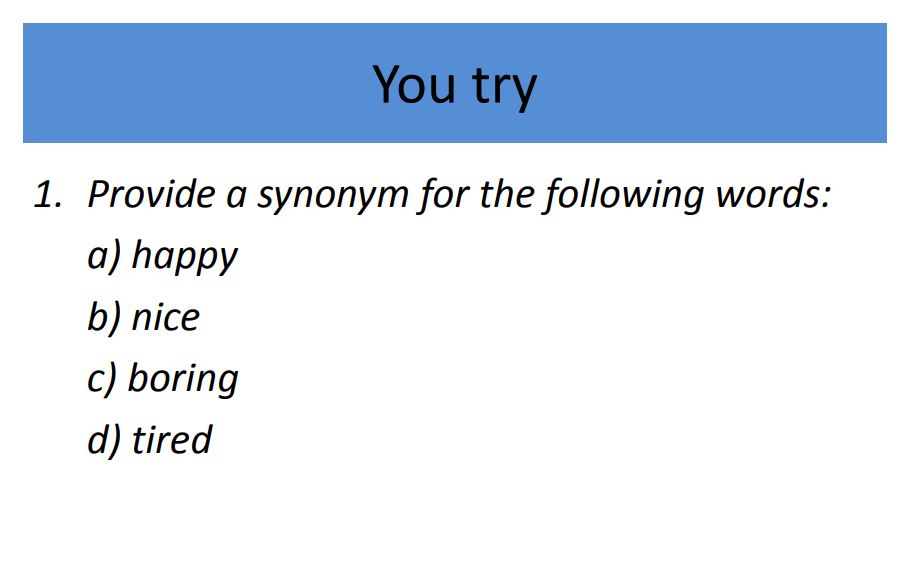 You try
1. Provide a synonym for the following words:
a) happy
b) nice
c) boring
d) tired